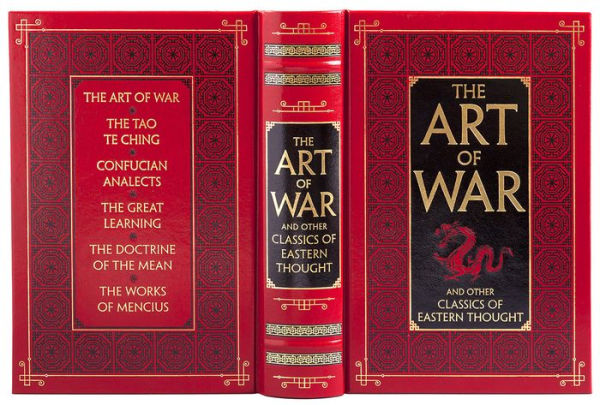 THE ART OF WAR
THE TAO
TE CHING
CONFUCIAN
ANALECTS
THE GREAT
LEARNING
THE DOCTRINE
OF THE MEAN
THE WORKS
OF MENCIUS
THE
ART
OF
WAR
AND OTHER
CLASSICS OF
EASTERN
THOUGHT
THE
ART
OF
WAR
AND OTHER
CLASSICS OF
EASTERN THOUGHT